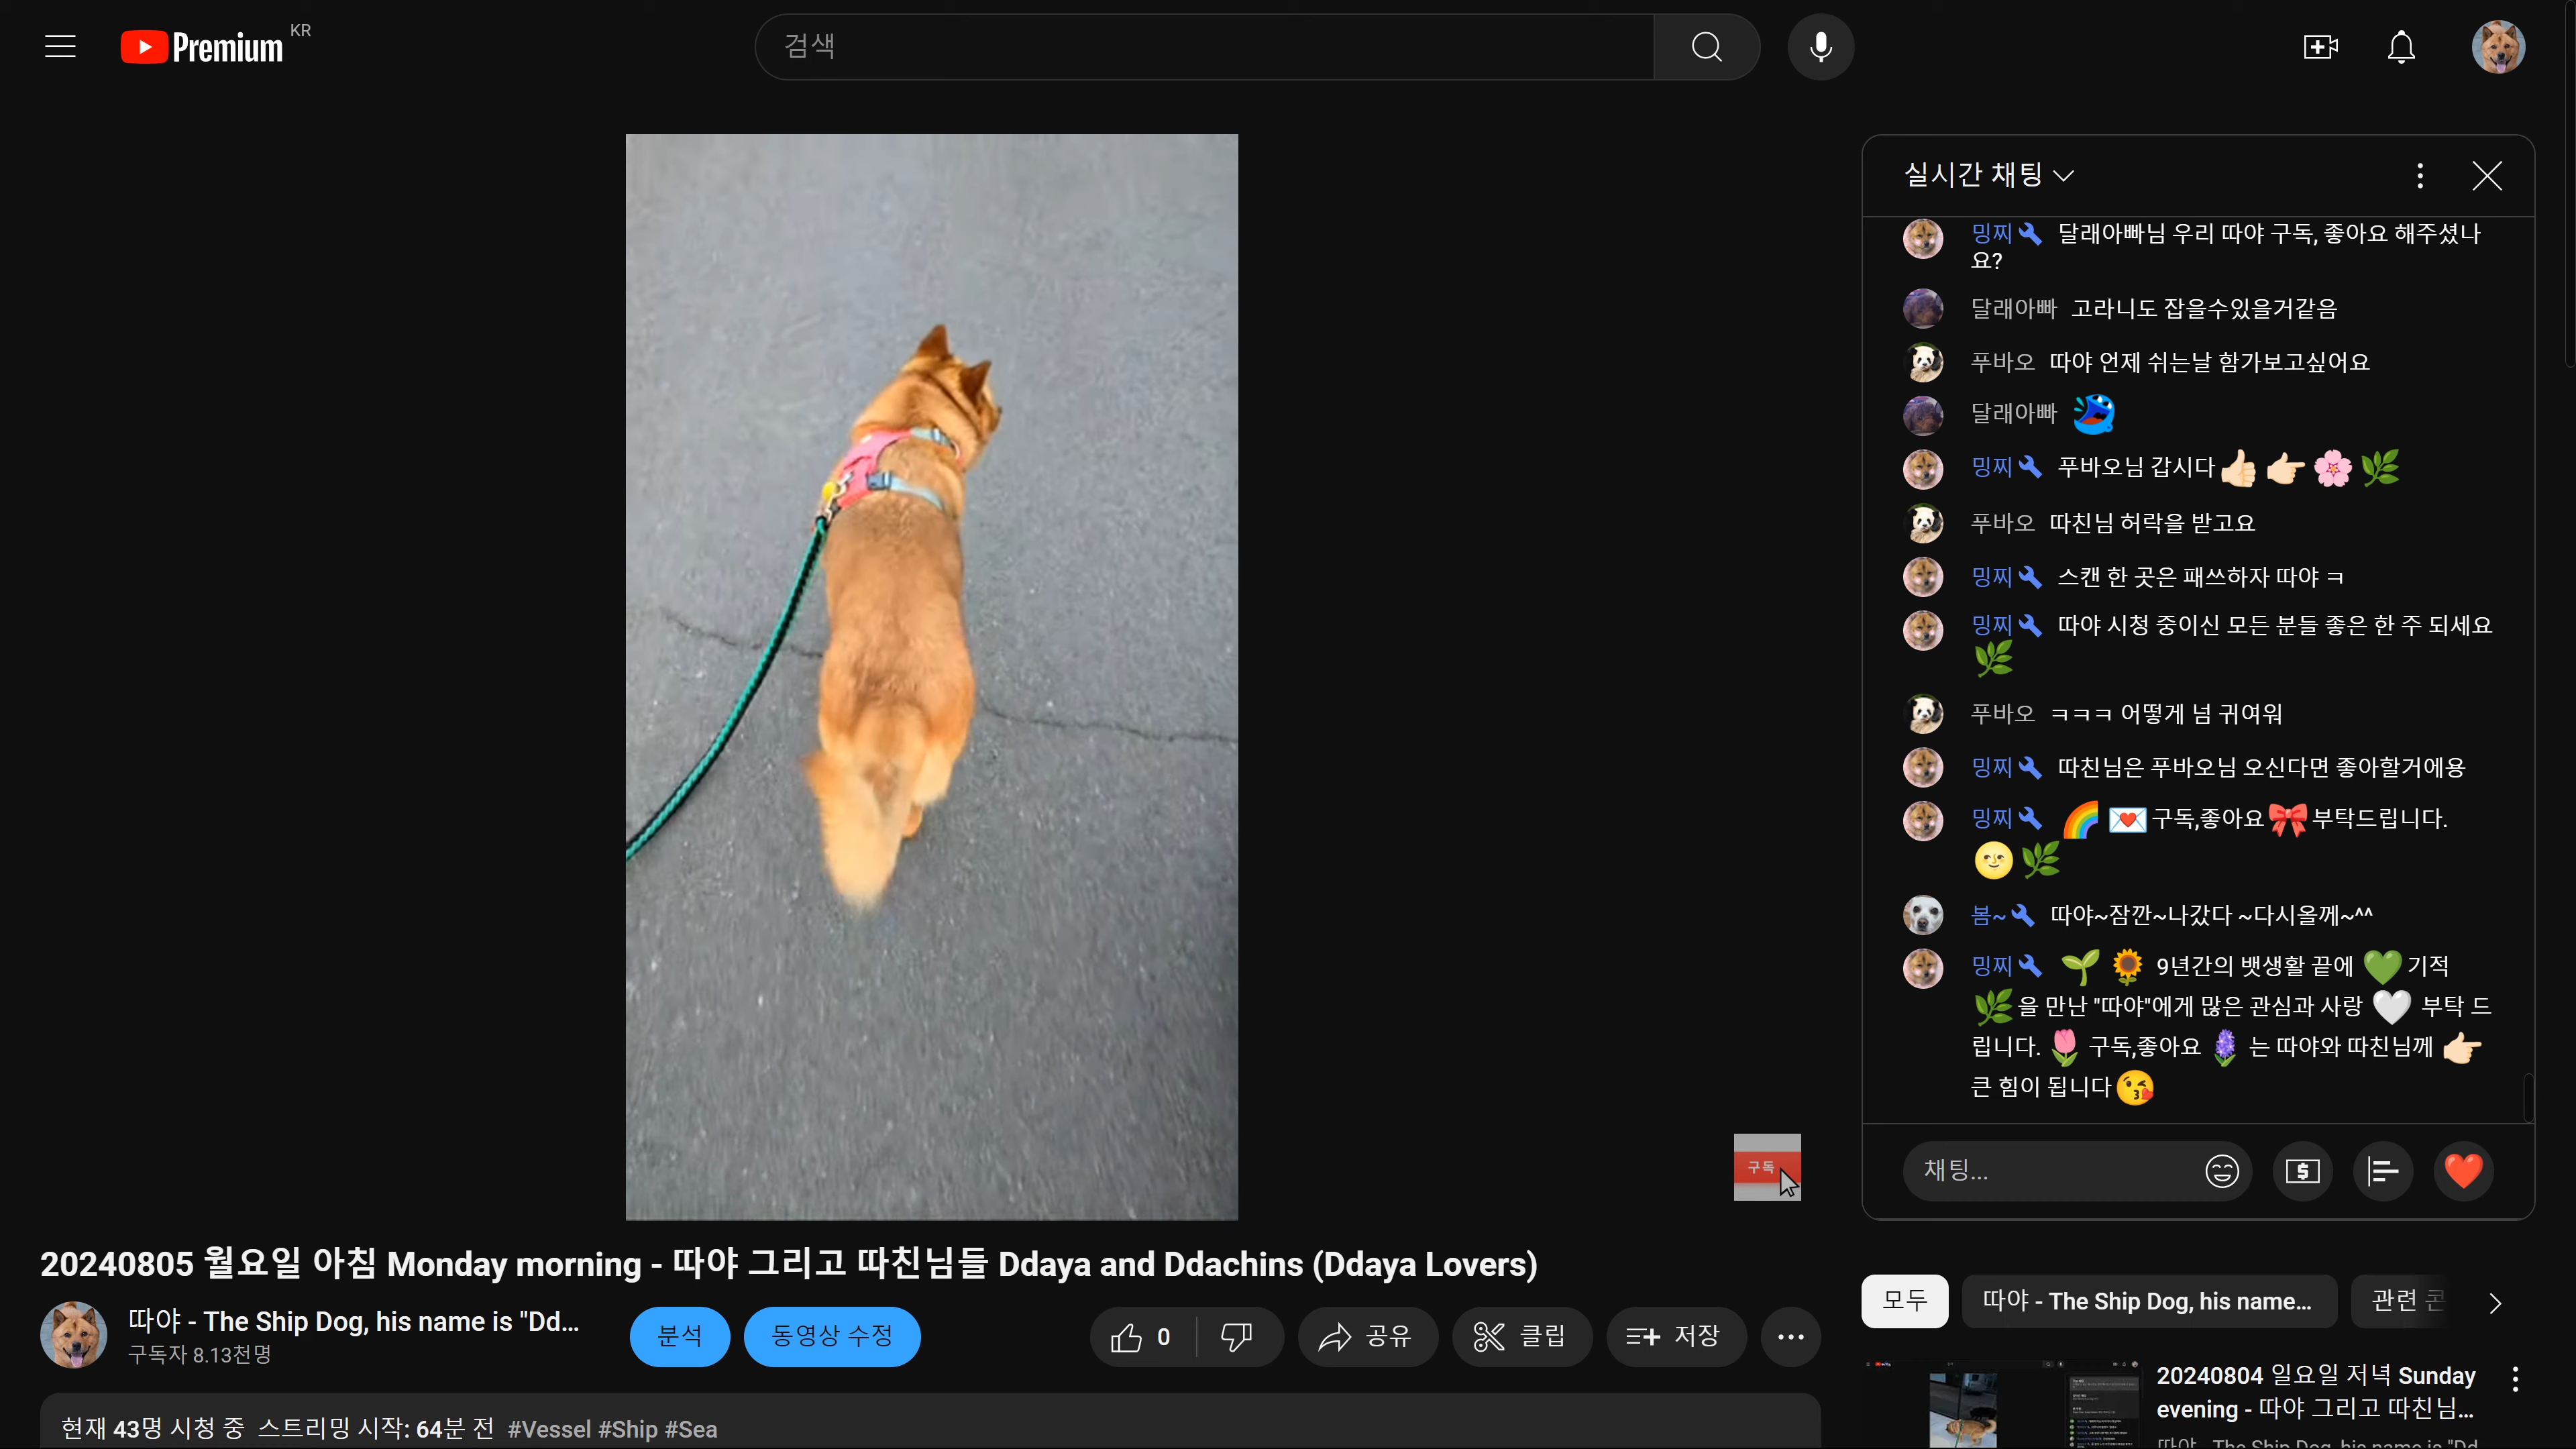 Premium KR
검색
실시간 채팅
밍찌 달래아빠님 우리 따야 구독, 좋아요 해주셨나
요?
달래아빠 고라니도 잡을수있을거같음
푸바오 따야 언제 쉬는날 함가보고싶어요
달래아빠
밍찌 푸바오님 갑시다👍🏻👉🏻🌸🌿
푸바오 따친님 허락을 받고요
밍찌 스캔 한 곳은 패쓰하자 따야 ㅋ
밍찌 따야 시청 중이신 모든 분들 좋은 한 주 되세요
🌿
푸바오 ㅋㅋㅋ 어떻게 넘 귀여워
밍찌 따친님은 푸바오님 오신다면 좋아할거에용
밍찌 🌈💌구독,좋아요🎀부탁드립니다.
🌝🌿
봄~ 따야~잠깐~나갔다 ~다시올께~^^
밍찌 🌱🌻 9년간의 뱃생활 끝에 💚기적
🌿을 만난 "따야"에게 많은 관심과 사랑 🤍 부탁 드
립니다.🌷 구독,좋아요 🪻 는 따야와 따친님께 👉🏻
큰 힘이 됩니다😘
채팅...
구독
20240805 월요일 아침 Monday morning - 따야 그리고 따친님들 Ddaya and Ddachins (Ddaya Lovers)
따야 - The Ship Dog, his name is "Dd...
구독자 8.13천명
분석
동영상 수정
0
공유
클립
저장
현재 43명 시청 중 스트리밍 시작: 64분 전 #Vessel #Ship #Sea
모두
따야 - The Ship Dog, his name...
관련
20240804 일요일 저녁 Sunday
evening - 따야 그리고 따친님...